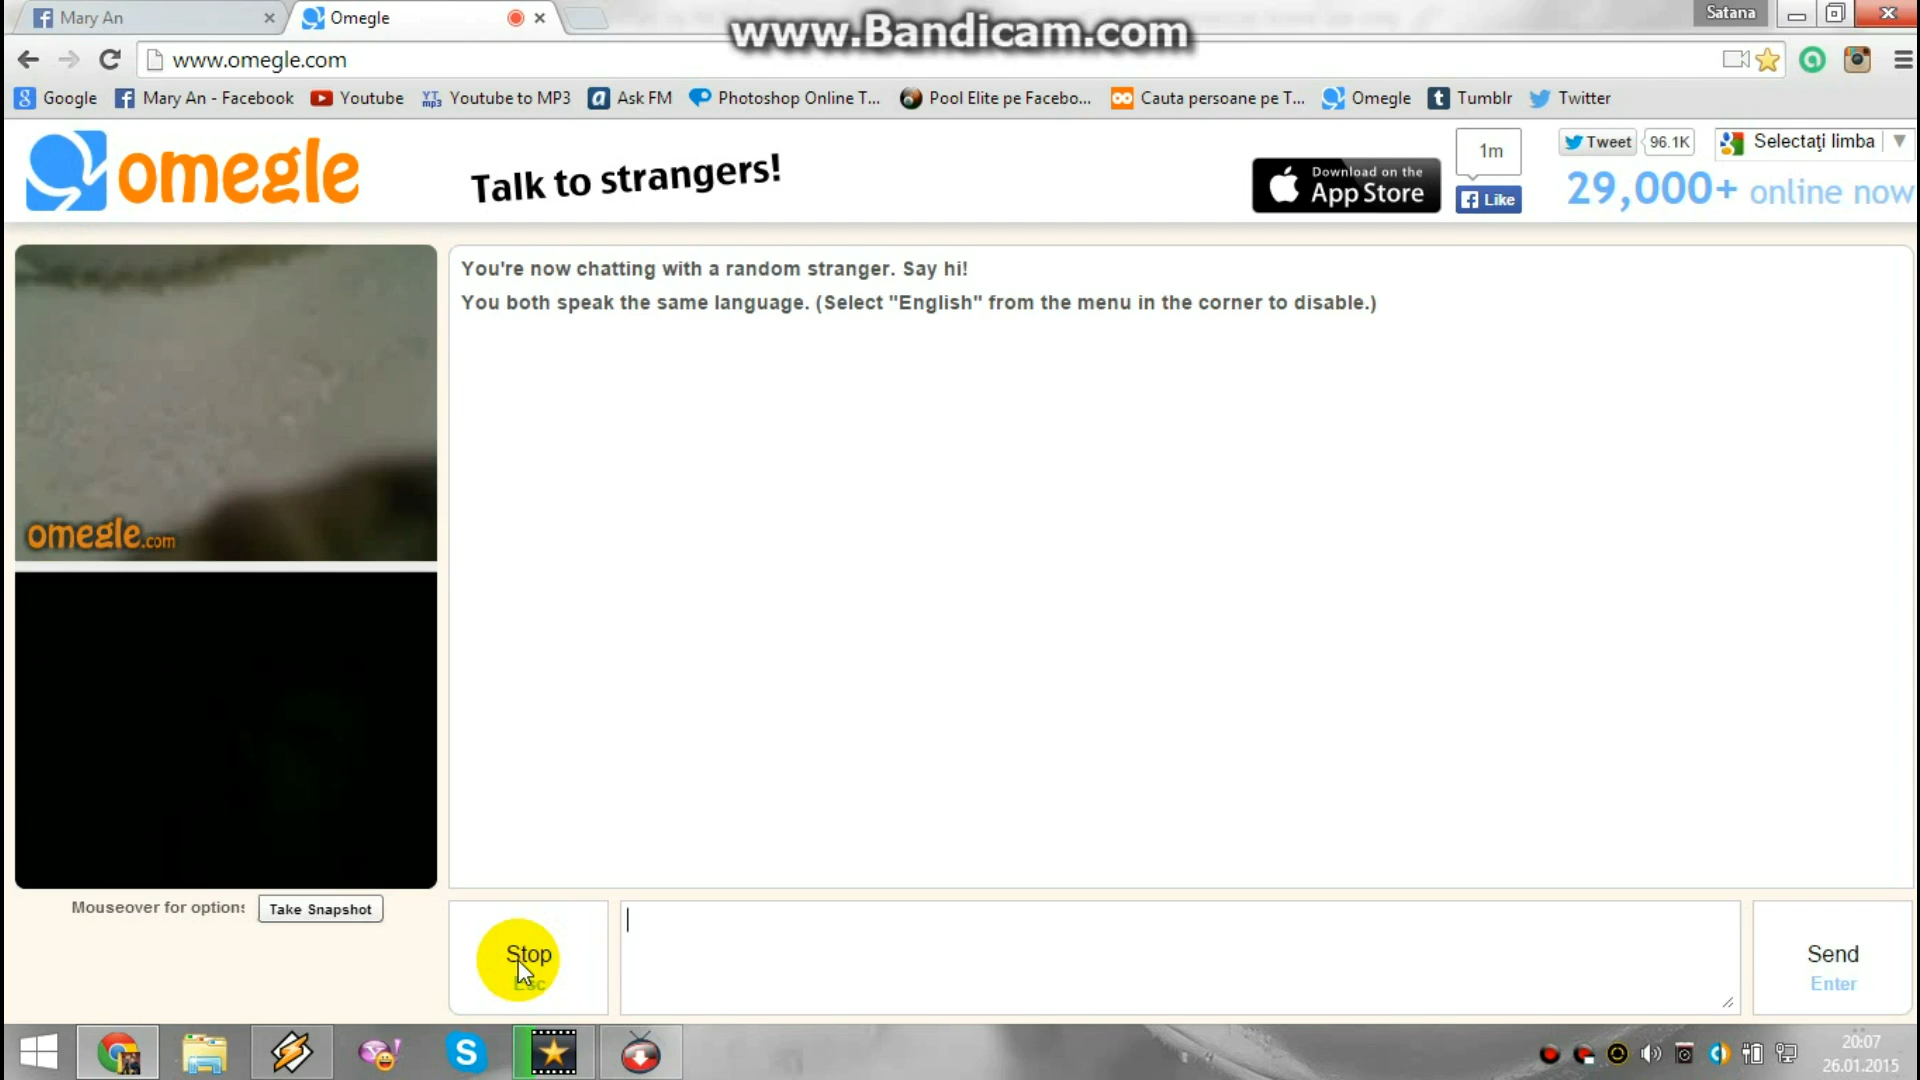 Mary An
Omegle
www.Bandicam.com
Satana
www.omegle.com
Google
Mary An - Facebook
Youtube
YT mp3
Youtube to MP3
Ask FM
Photoshop Online T...
Pool Elite pe Facebo...
Cauta persoane pe T...
Omegle
Tumblr
Twitter
omegle
Talk to strangers!
Download on the
App Store
1m
Like
Tweet
96.1K
Selectaţi limba
29,000+ online now
You're now chatting with a random stranger. Say hi!
You both speak the same language. (Select "English" from the menu in the corner to disable.)
omegle.com
Mouseover for options
Take Snapshot
Stop
Esc
Send
Enter
20:07
26.01.2015